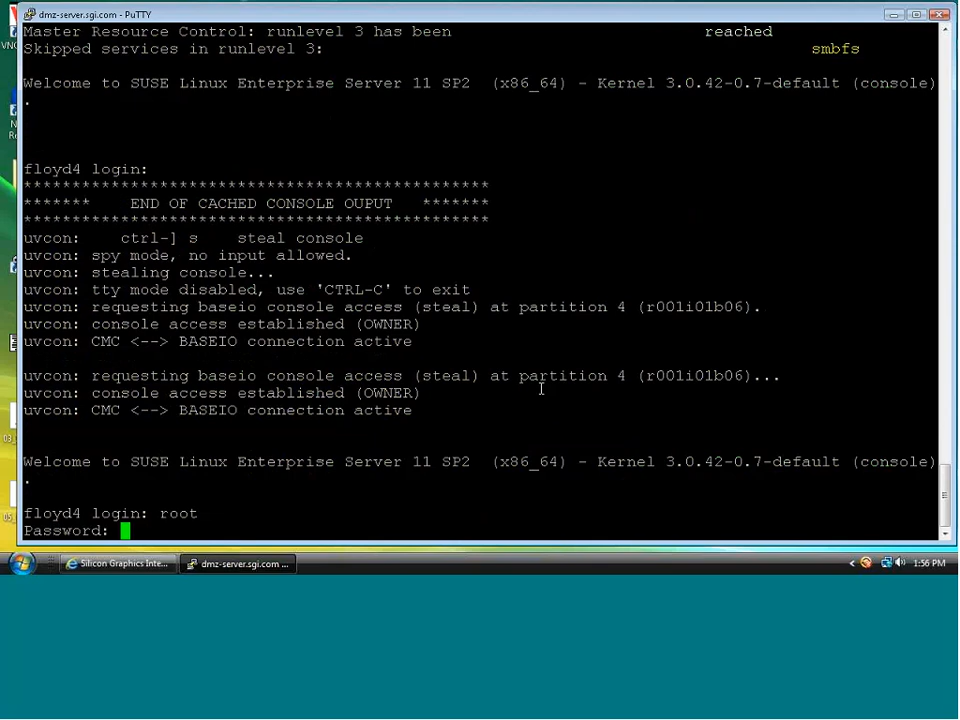 dmz-server.sgi.com - PuTTY
Master Resource Control: runlevel 3 has been reached
Skipped services in runlevel 3: smbfs
Welcome to SUSE Linux Enterprise Server 11 SP2 (x86_64) - Kernel 3.0.42-0.7-default (console)
.
floyd4 login:
************************************************
******* END OF CACHED CONSOLE OUPUT *******
************************************************
uvcon: ctrl-] s steal console
uvcon: spy mode, no input allowed.
uvcon: stealing console...
uvcon: tty mode disabled, use 'CTRL-C' to exit
uvcon: requesting baseio console access (steal) at partition 4 (r001i01b06).
uvcon: console access established (OWNER)
uvcon: CMC <--> BASEIO connection active
uvcon: requesting baseio console access (steal) at partition 4 (r001i01b06)...
uvcon: console access established (OWNER)
uvcon: CMC <--> BASEIO connection active
Welcome to SUSE Linux Enterprise Server 11 SP2 (x86_64) - Kernel 3.0.42-0.7-default (console)
.
floyd4 login: root
Password:
Silicon Graphics Inte... dmz-server.sgi.com ... 1:56 PM